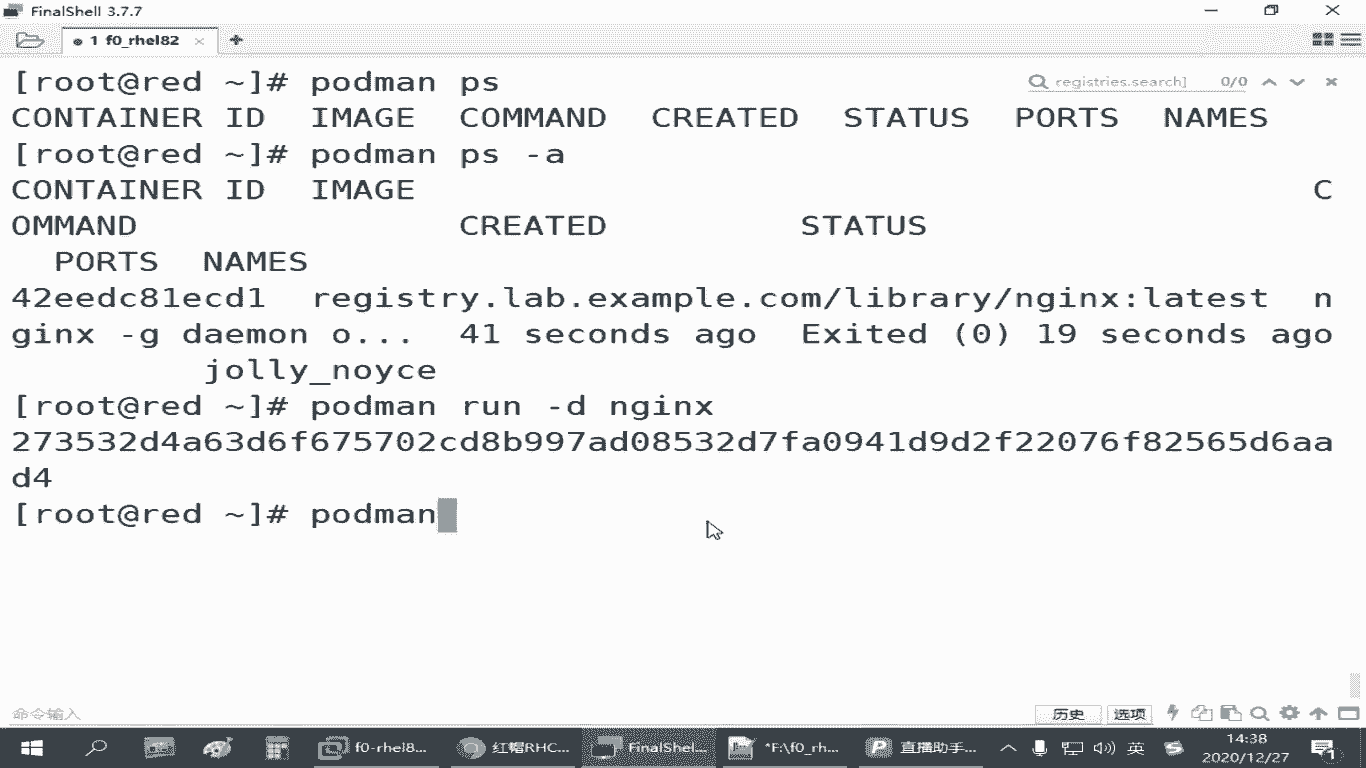 FinalShell 3.7.7
1 f0_rhel82
[root@red ~]# podman ps
registries.search]
0/0
CONTAINER ID IMAGE COMMAND CREATED STATUS PORTS NAMES
[root@red ~]# podman ps -a
CONTAINER ID IMAGE C
OMMAND CREATED STATUS
PORTS NAMES
42eedc81ecd1 registry.lab.example.com/library/nginx:latest n
ginx -g daemon o... 41 seconds ago Exited (0) 19 seconds ago
jolly_noyce
[root@red ~]# podman run -d nginx
273532d4a63d6f675702cd8b997ad08532d7fa0941d9d2f22076f82565d6aa
d4
[root@red ~]# podman
命令输入
历史
选项
f0-rhel8...
红帽RHC...
FinalShel...
*F:\f0_rh...
直播助手...
英
14:38
2020/12/27
1